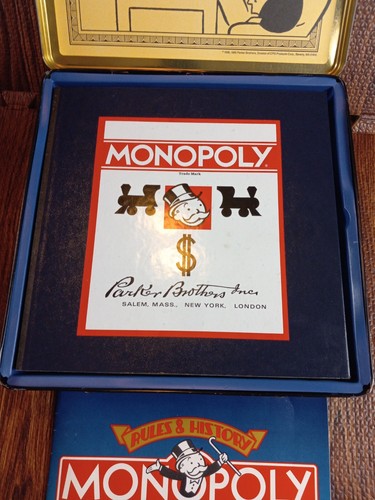 MONOPOLY
Trade Mark
$
Parker Brothers Inc.
SALEM, MASS., NEW YORK, LONDON
RULES & HISTORY
MONOPOLY